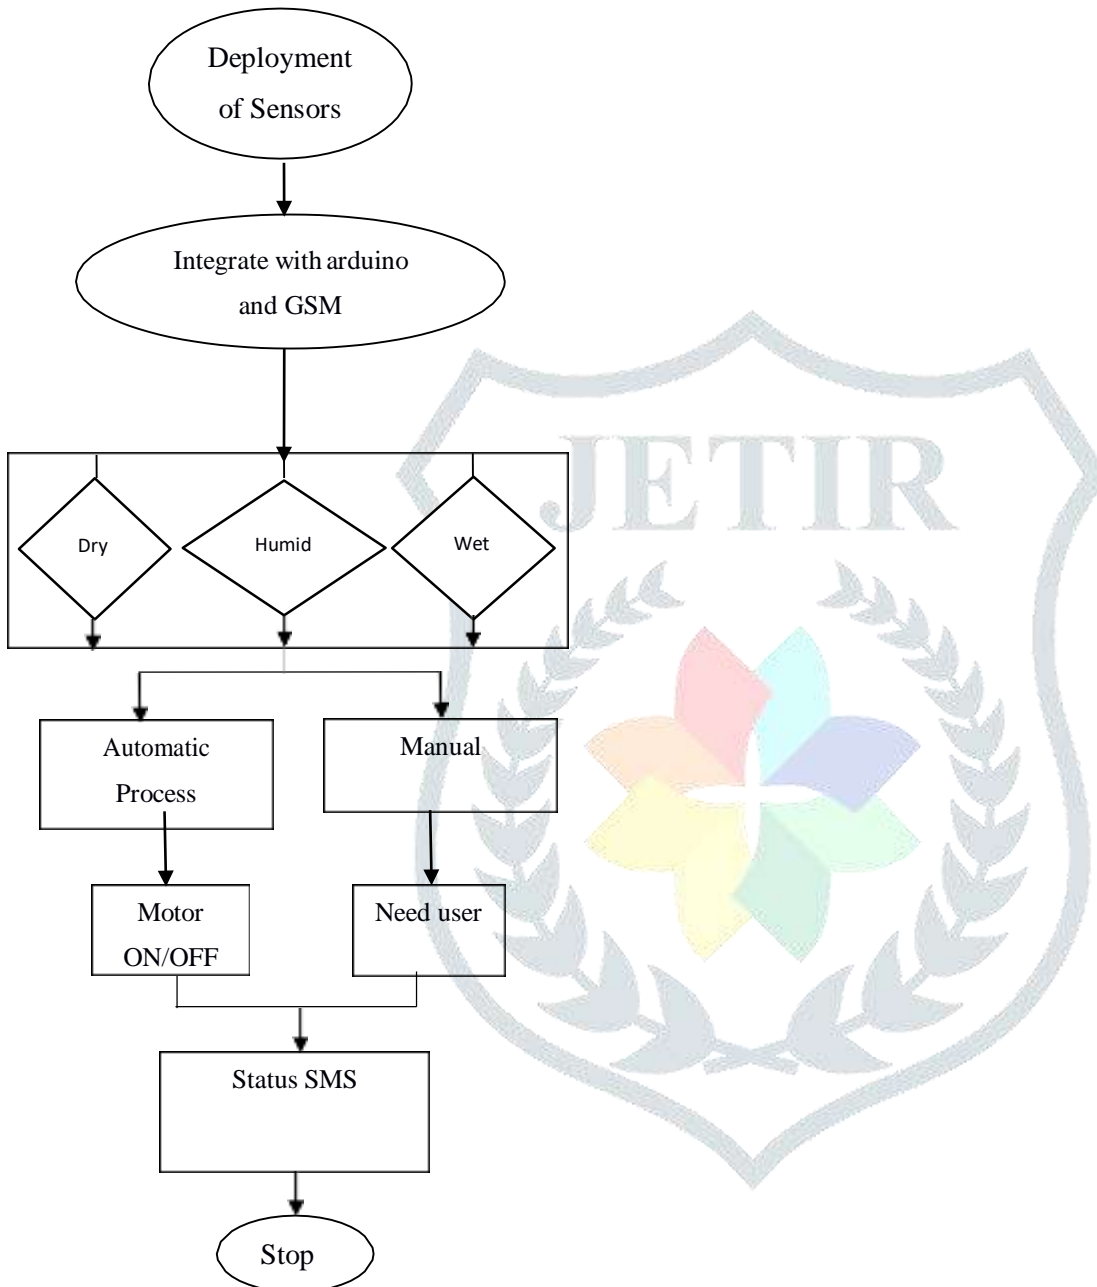 Deployment
of Sensors
Integrate with arduino
and GSM
JETIR
Dry
Humid
Wet
Automatic
Process
Manual
Motor
ON/OFF
Need user
Status SMS
Stop